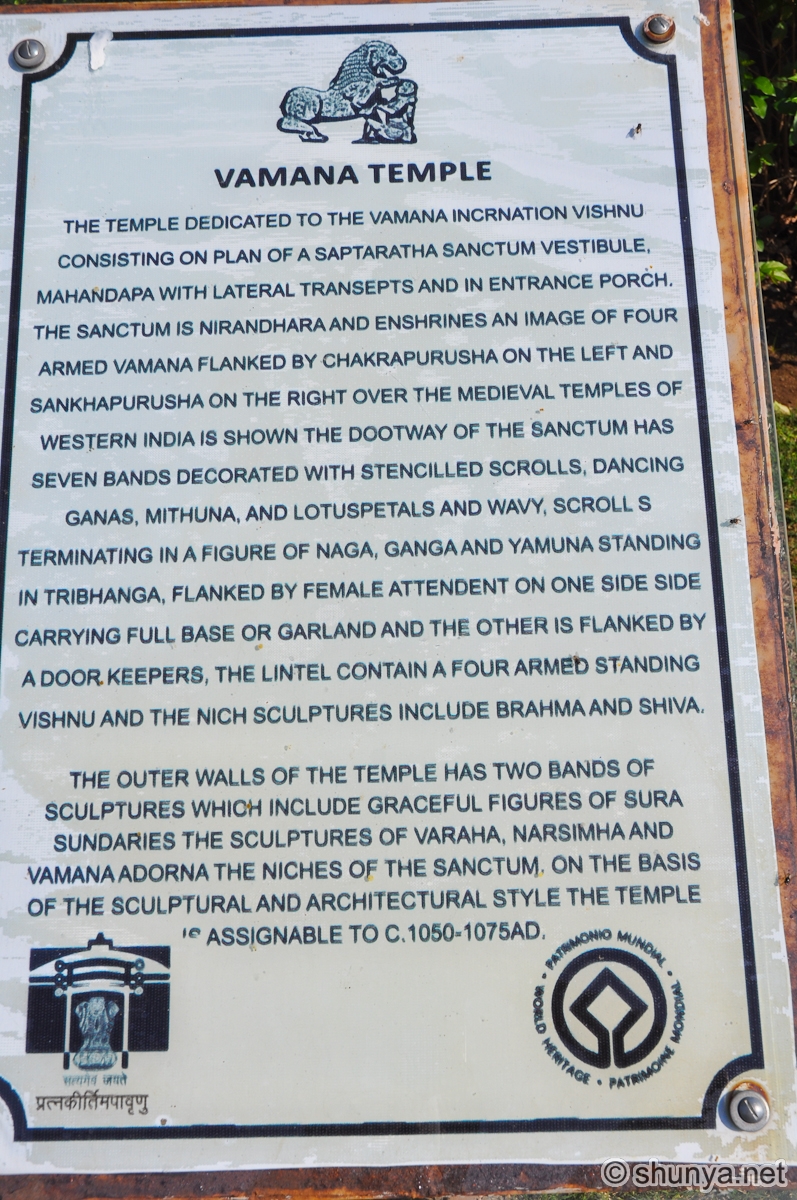 VAMANA TEMPLE
THE TEMPLE DEDICATED TO THE VAMANA INCRNATION VISHNU
CONSISTING ON PLAN OF A SAPTARATHA SANCTUM VESTIBULE,
MAHANDAPA WITH LATERAL TRANSEPTS AND IN ENTRANCE PORCH.
THE SANCTUM IS NIRANDHARA AND ENSHRINES AN IMAGE OF FOUR
ARMED VAMANA FLANKED BY CHAKRAPURUSHA ON THE LEFT AND
SANKHAPURUSHA ON THE RIGHT OVER THE MEDIEVAL TEMPLES OF
WESTERN INDIA IS SHOWN THE DOOTWAY OF THE SANCTUM HAS
SEVEN BANDS DECORATED WITH STENCILLED SCROLLS, DANCING
GANAS, MITHUNA, AND LOTUSPETALS AND WAVY, SCROLL S
TERMINATING IN A FIGURE OF NAGA, GANGA AND YAMUNA STANDING
IN TRIBHANGA, FLANKED BY FEMALE ATTENDENT ON ONE SIDE SIDE
CARRYING FULL BASE OR GARLAND AND THE OTHER IS FLANKED BY
A DOOR KEEPERS, THE LINTEL CONTAIN A FOUR ARMED STANDING
VISHNU AND THE NICH SCULPTURES INCLUDE BRAHMA AND SHIVA.
THE OUTER WALLS OF THE TEMPLE HAS TWO BANDS OF
SCULPTURES WHICH INCLUDE GRACEFUL FIGURES OF SURA
SUNDARIES THE SCULPTURES OF VARAHA, NARSIMHA AND
VAMANA ADORNA THE NICHES OF THE SANCTUM. ON THE BASIS
OF THE SCULPTURAL AND ARCHITECTURAL STYLE THE TEMPLE
IS ASSIGNABLE TO C.1050-1075AD.
सत्यमेव जयते
प्रत्नकीर्तिमपावृणु
PATRIMONIO MUNDIAL • WORLD HERITAGE • PATRIMOINE MONDIAL •
© shunya.net